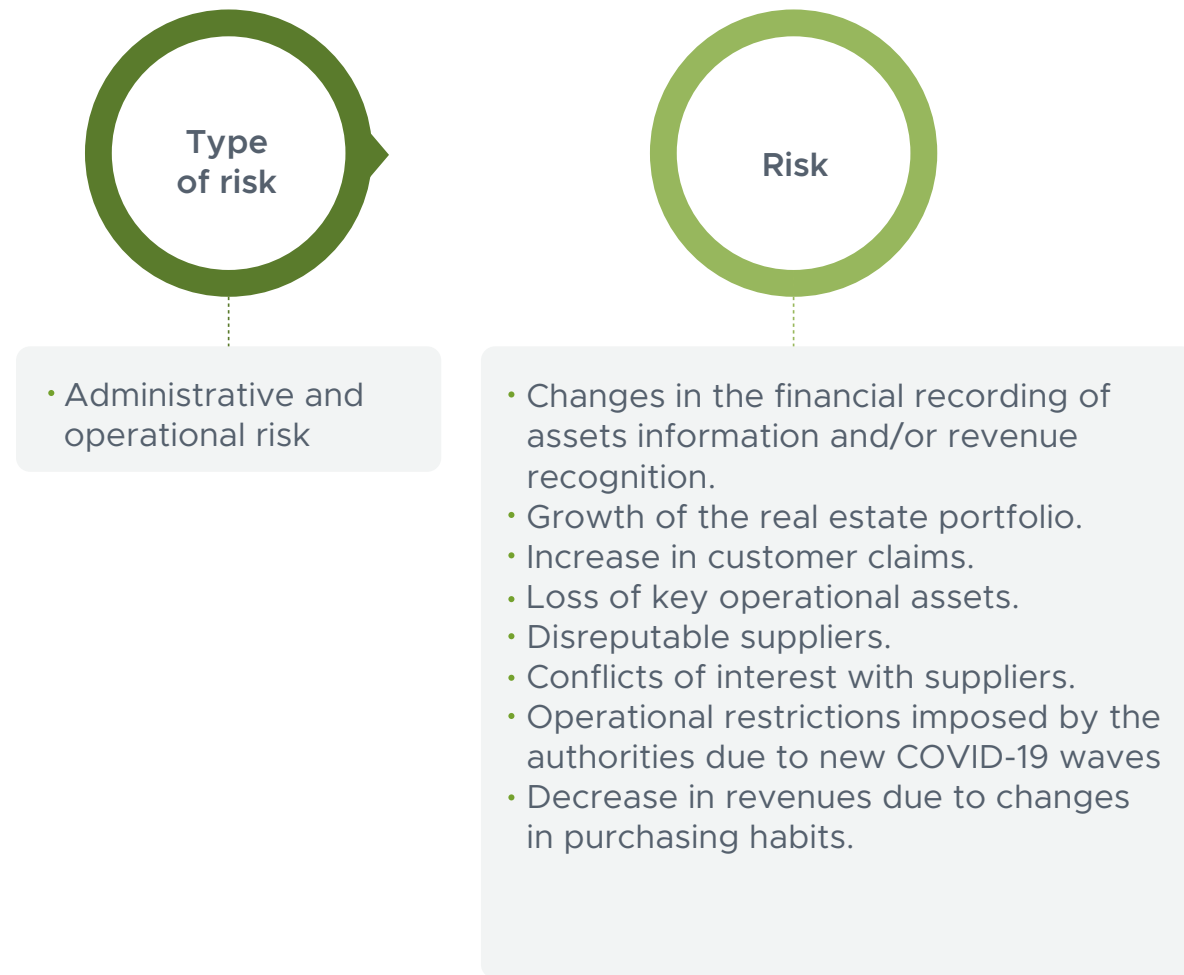 Type
of risk
Risk
• Administrative and
operational risk
• Changes in the financial recording of
assets information and/or revenue
recognition.
• Growth of the real estate portfolio.
• Increase in customer claims.
• Loss of key operational assets.
• Disreputable suppliers.
• Conflicts of interest with suppliers.
• Operational restrictions imposed by the
authorities due to new COVID-19 waves
• Decrease in revenues due to changes
in purchasing habits.